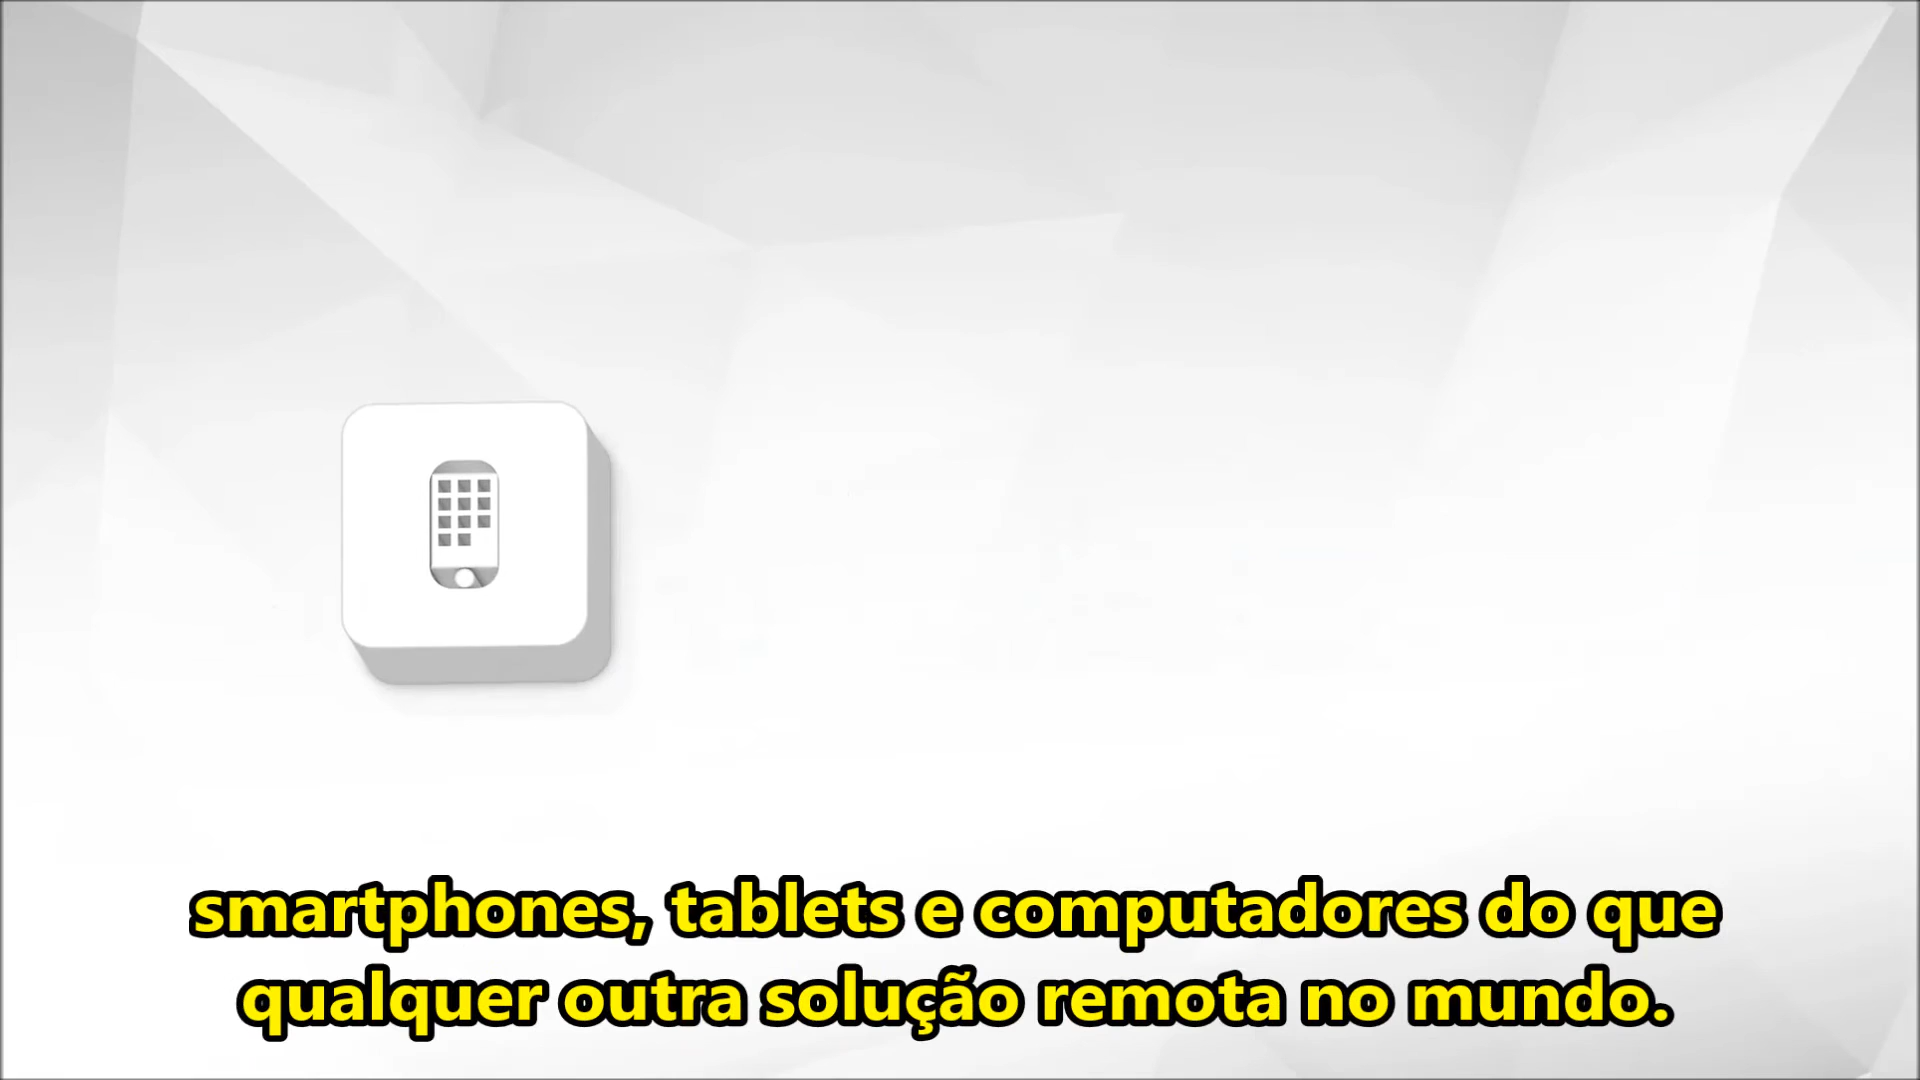 smartphones, tablets e computadores do que
qualquer outra solução remota no mundo.